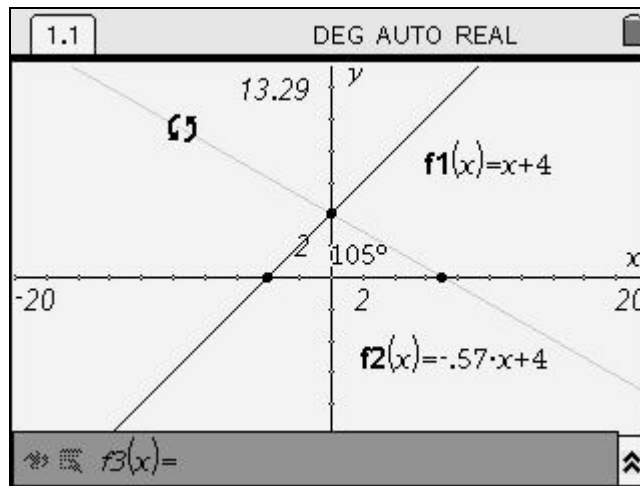 1.1 DEG AUTO REAL
13.29 y
f1(x)=x+4
2 105°
x
-20 2 20
f2(x)=-.57·x+4
f3(x)=